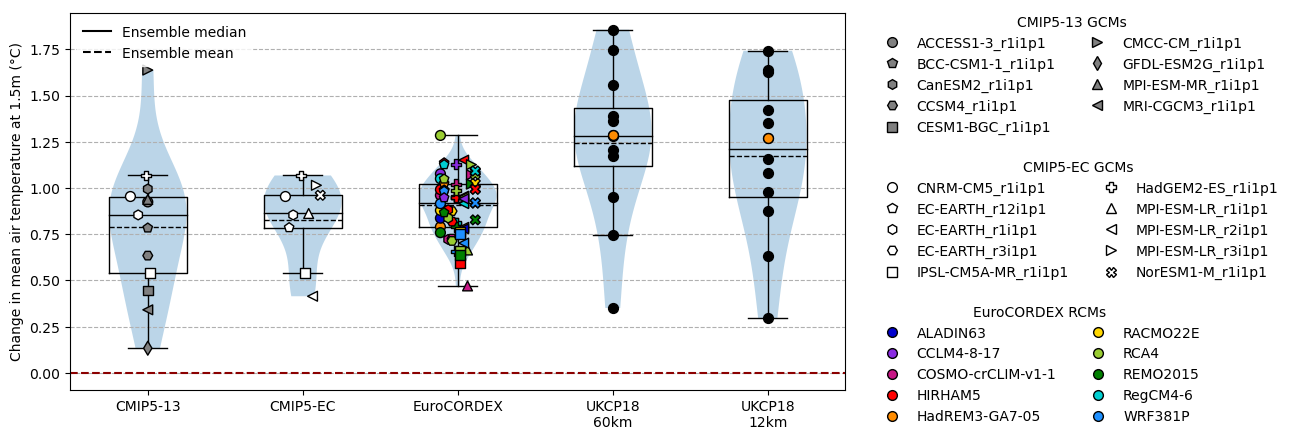 Change in mean air temperature at 1.5m (°C)
1.75
1.50
1.25
1.00
0.75
0.50
0.25
0.00
Ensemble median
Ensemble mean
CMIP5-13
CMIP5-EC
EuroCORDEX
UKCP18
60km
UKCP18
12km
CMIP5-13 GCMs
ACCESS1-3_r1i1p1
BCC-CSM1-1_r1i1p1
CanESM2_r1i1p1
CCSM4_r1i1p1
CESM1-BGC_r1i1p1
CMCC-CM_r1i1p1
GFDL-ESM2G_r1i1p1
MPI-ESM-MR_r1i1p1
MRI-CGCM3_r1i1p1
CMIP5-EC GCMs
CNRM-CM5_r1i1p1
EC-EARTH_r12i1p1
EC-EARTH_r1i1p1
EC-EARTH_r3i1p1
IPSL-CM5A-MR_r1i1p1
HadGEM2-ES_r1i1p1
MPI-ESM-LR_r1i1p1
MPI-ESM-LR_r2i1p1
MPI-ESM-LR_r3i1p1
NorESM1-M_r1i1p1
EuroCORDEX RCMs
ALADIN63
CCLM4-8-17
COSMO-crCLIM-v1-1
HIRHAM5
HadREM3-GA7-05
RACMO22E
RCA4
REMO2015
RegCM4-6
WRF381P